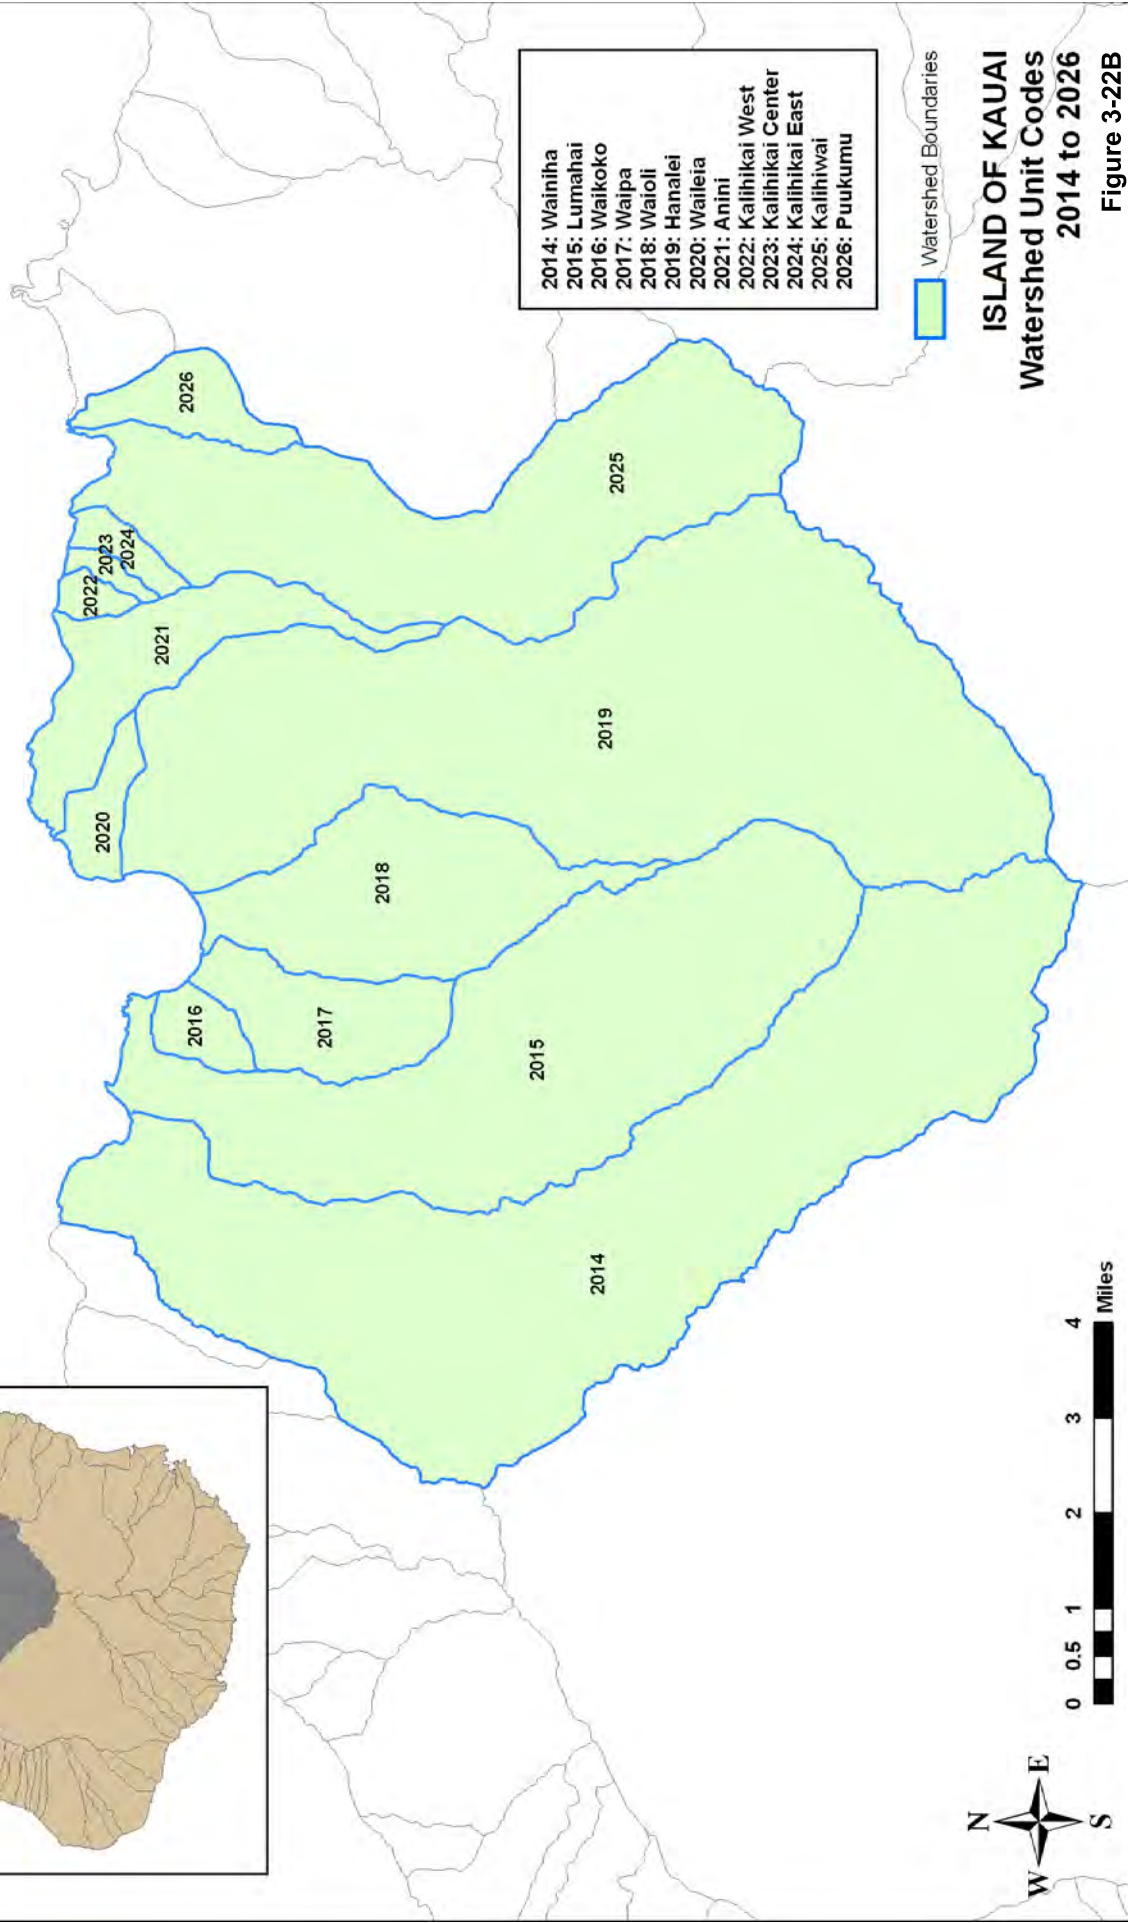 2014
2015
2016
2017
2018
2019
2020
2021
2022
2023
2024
2025
2026
2014: Wainiha
2015: Lumahai
2016: Waikoko
2017: Waipa
2018: Waioli
2019: Hanalei
2020: Waileia
2021: Anini
2022: Kalihikai West
2023: Kalihikai Center
2024: Kalihikai East
2025: Kalihiwai
2026: Puukumu
Watershed Boundaries
N
W E
S
0 0.5 1 2 3 4
Miles
ISLAND OF KAUAI
Watershed Unit Codes
2014 to 2026
Figure 3-22B